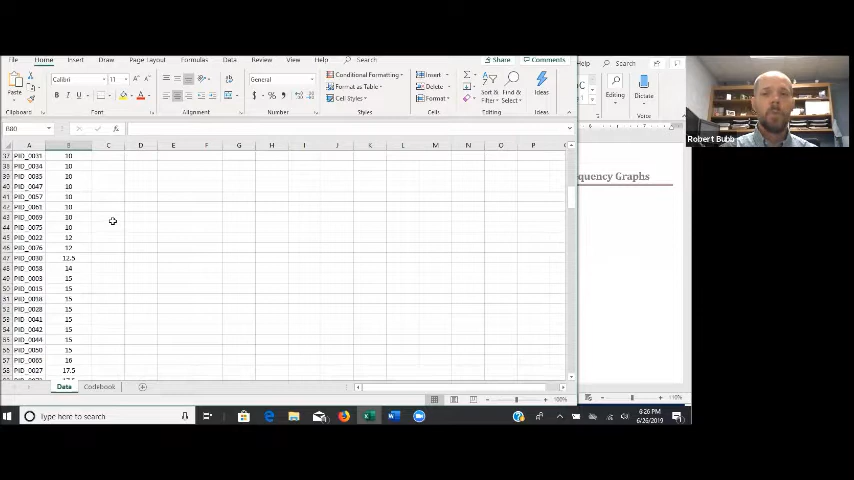 File Home Insert Draw Page Layout Formulas Data Review View Help Search Share Comments Help Search
Paste Calibri 11 General Conditional Formatting Insert Sort & Find & Ideas Editing Dictate
B I U $ % Format as Table Delete Filter Select
Cell Styles Format
Clipboard Font Alignment Number Styles Cells Editing Ideas
B80 fx
Robert Bubb
A B C D E F G H I J K L M N O P
37 PID_0031 10
38 PID_0034 10
39 PID_0035 10
40 PID_0047 10
41 PID_0057 10
42 PID_0061 10
43 PID_0069 10
44 PID_0075 10
45 PID_0022 12
46 PID_0076 12
47 PID_0030 12.5
48 PID_0058 14
49 PID_0003 15
50 PID_0015 15
51 PID_0018 15
52 PID_0028 15
53 PID_0041 15
54 PID_0042 15
55 PID_0044 15
56 PID_0050 15
57 PID_0065 16
58 PID_0027 17.5
quency Graphs
Data Codebook
100%
Type here to search
6:26 PM
6/26/2019